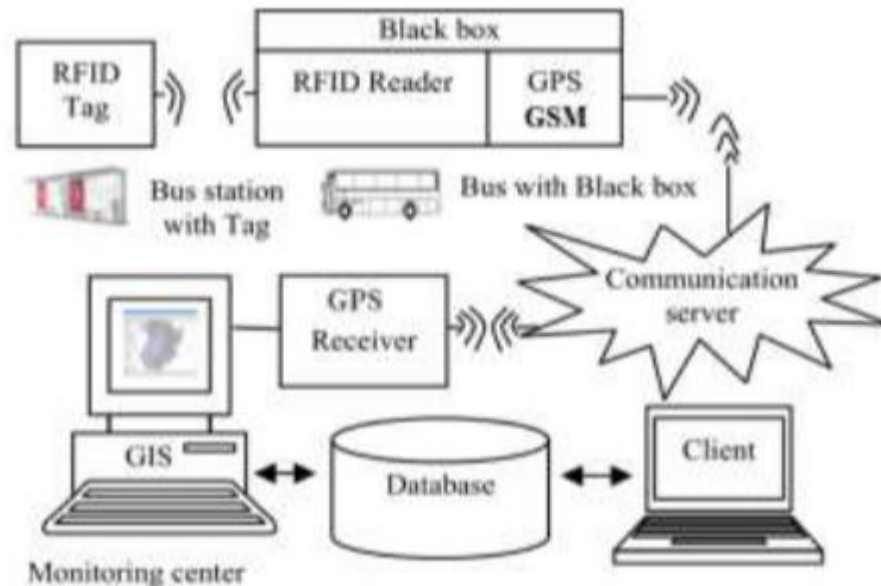 Black box
RFID
Tag
RFID Reader
GPS
GSM
Bus station
with Tag
Bus with Black box
Communication
server
GPS
Receiver
GIS
Database
Client
Monitoring center